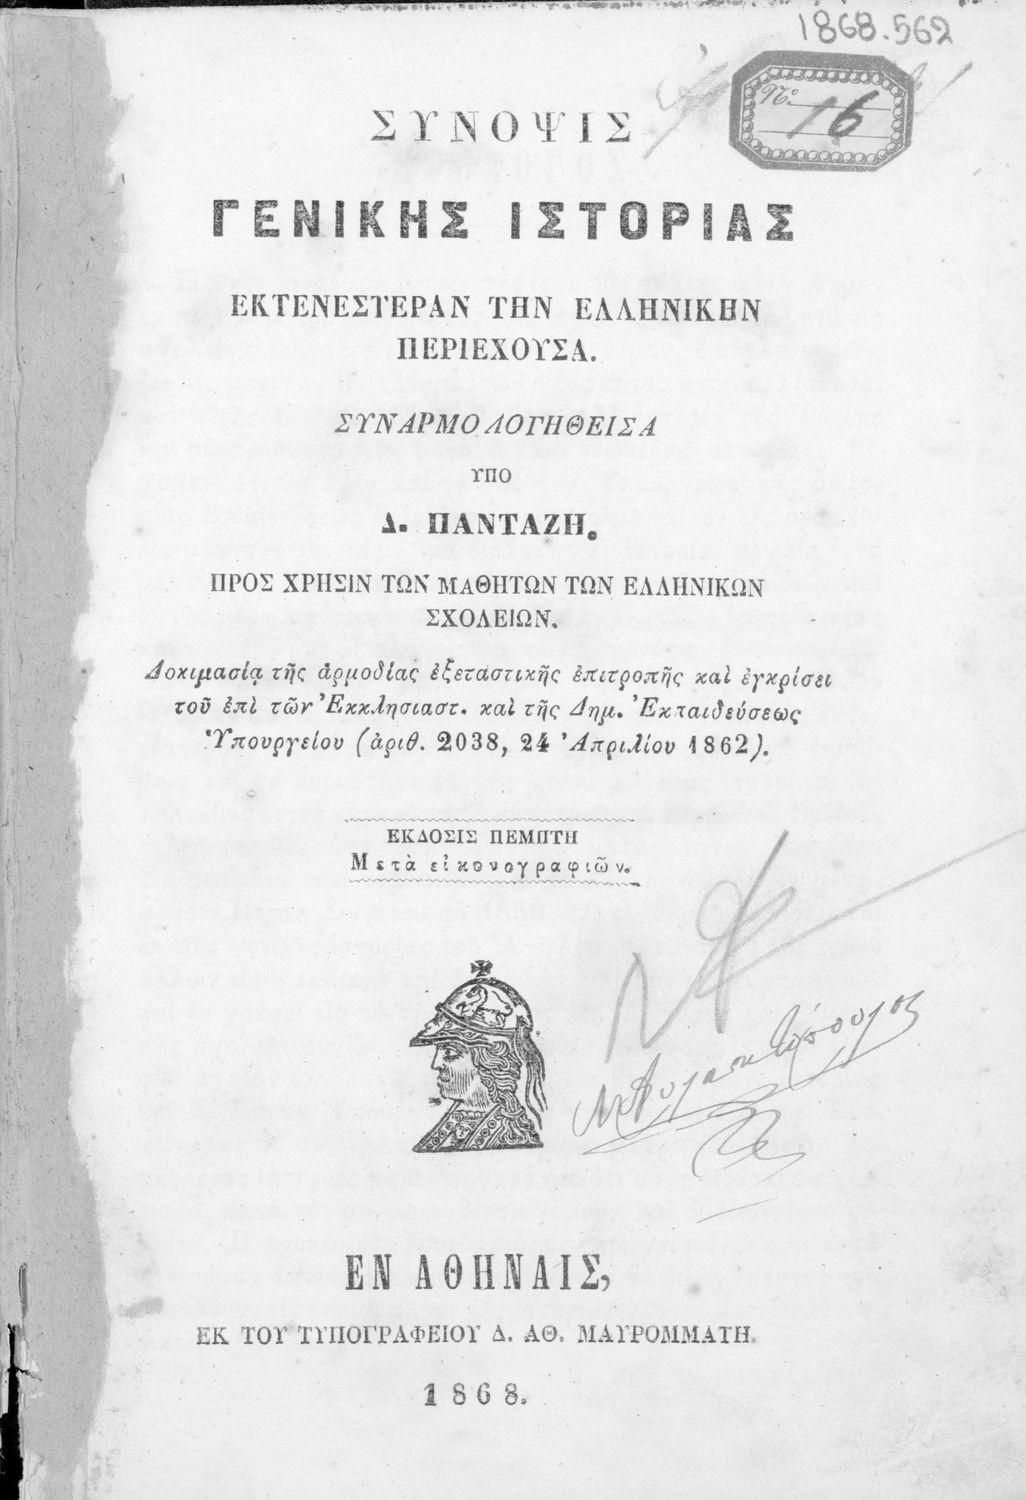 1868.562
Nº 16
ΣΥΝΟΨΙΣ
ΓΕΝΙΚΗΣ ΙΣΤΟΡΙΑΣ
ΕΚΤΕΝΕΣΤΕΡΑΝ ΤΗΝ ΕΛΛΗΝΙΚΗΝ
ΠΕΡΙΕΧΟΥΣΑ.
ΣΥΝΑΡΜΟΛΟΓΗΘΕΙΣΑ
ΥΠΟ
Δ. ΠΑΝΤΑΖΗ.
ΠΡΟΣ ΧΡΗΣΙΝ ΤΩΝ ΜΑΘΗΤΩΝ ΤΩΝ ΕΛΛΗΝΙΚΩΝ
ΣΧΟΛΕΙΩΝ.
Δοκιμασίᾳ τῆς ἁρμοδίας ἐξεταστικῆς ἐπιτροπῆς καὶ ἐγκρίσει
τοῦ ἐπὶ τῶν Ἐκκλησιαστ. καὶ τῆς Δημ. Ἐκπαιδεύσεως
Ὑπουργείου (ἀριθ. 2038, 24 Ἀπριλίου 1862).
ΕΚΔΟΣΙΣ ΠΕΜΠΤΗ
Μετὰ εἰκονογραφιῶν.
ΕΝ ΑΘΗΝΑΙΣ,
ΕΚ ΤΟΥ ΤΥΠΟΓΡΑΦΕΙΟΥ Δ. ΑΘ. ΜΑΥΡΟΜΜΑΤΗ.
1868.